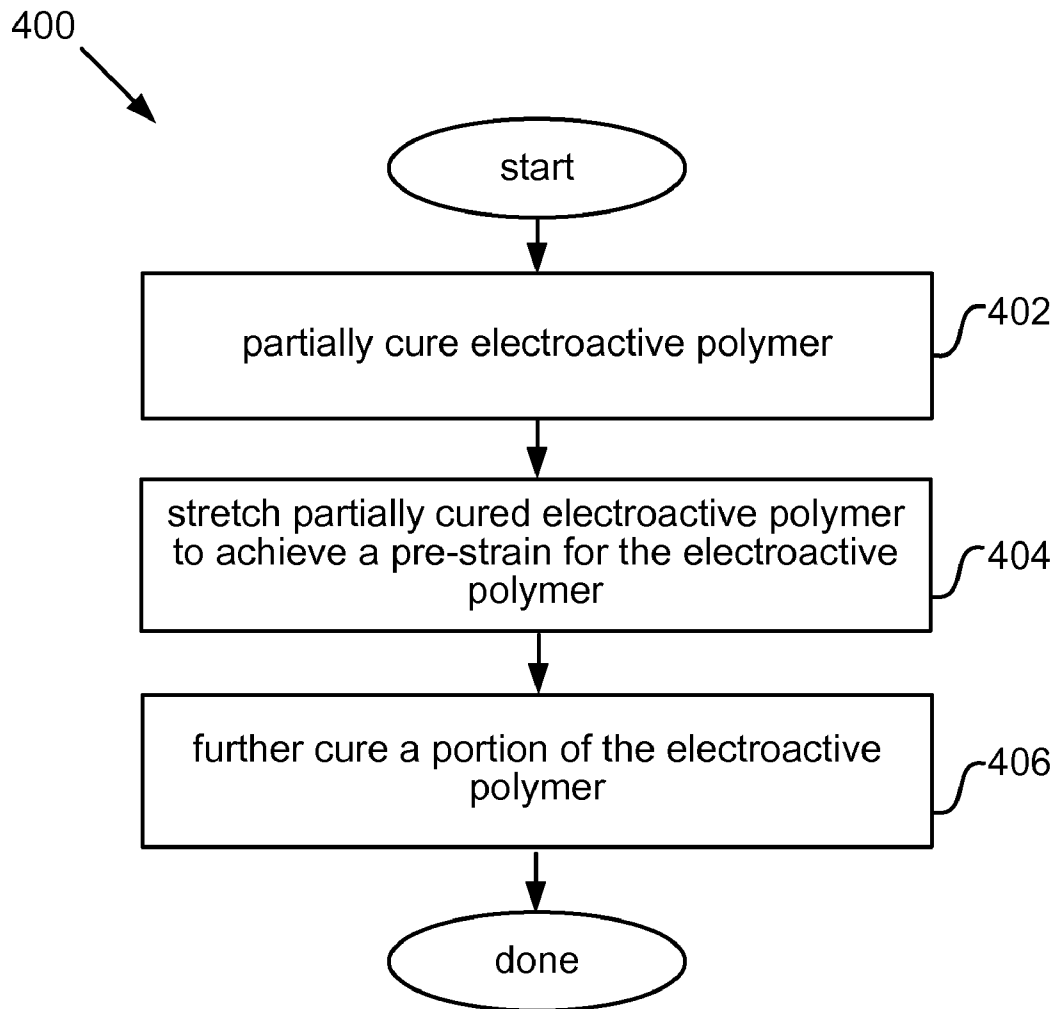 400
start
partially cure electroactive polymer
402
stretch partially cured electroactive polymer
to achieve a pre-strain for the electroactive
polymer
404
further cure a portion of the electroactive
polymer
406
done